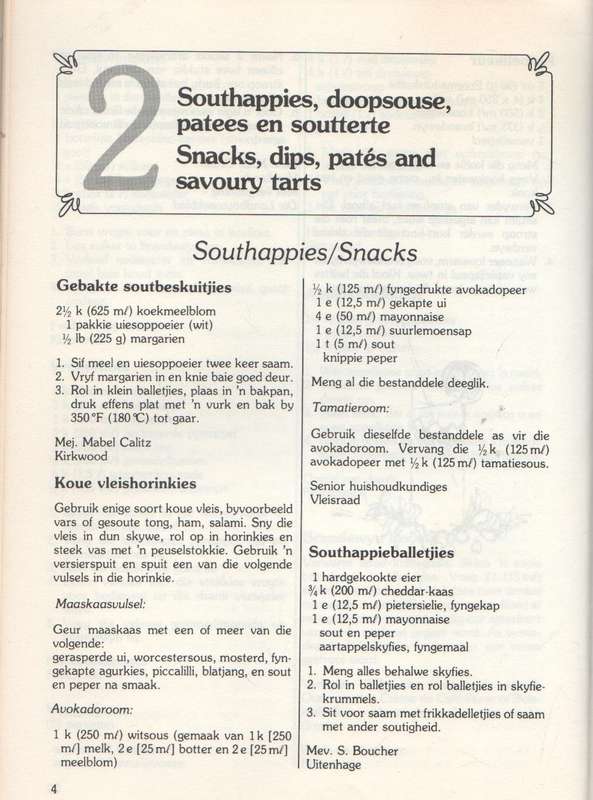 2
Southappies, doopsouse,
patees en soutterte
Snacks, dips, patés and
savoury tarts
Southappies/Snacks
Gebakte soutbeskuitjies
2½ k (625 mℓ) koekmeelblom
1 pakkie uiesoppoeier (wit)
½ lb (225 g) margarien
1. Sif meel en uiesoppoeier twee keer saam.
2. Vryf margarien in en knie baie goed deur.
3. Rol in klein balletjies, plaas in 'n bakpan,
druk effens plat met 'n vurk en bak by
350 °F (180 °C) tot gaar.
Mej. Mabel Calitz
Kirkwood
Koue vleishorinkies
Gebruik enige soort koue vleis, byvoorbeeld
vars of gesoute tong, ham, salami. Sny die
vleis in dun skywe, rol op in horinkies en
steek vas met 'n peuselstokkie. Gebruik 'n
versierspuit en spuit een van die volgende
vulsels in die horinkie.
Maaskaasvulsel:
Geur maaskaas met een of meer van die
volgende:
gerasperde ui, worcestersous, mosterd, fyn-
gekapte agurkies, piccalilli, blatjang, en sout
en peper na smaak.
Avokadoroom:
1 k (250 mℓ) witsous (gemaak van 1 k [250
mℓ] melk, 2 e [25 mℓ] botter en 2 e [25 mℓ]
meelblom)
½ k (125 mℓ) fyngedrukte avokadopeer
1 e (12,5 mℓ) gekapte ui
4 e (50 mℓ) mayonnaise
1 e (12,5 mℓ) suurlemoensap
1 t (5 mℓ) sout
knippie peper
Meng al die bestanddele deeglik.
Tamatieroom:
Gebruik dieselfde bestanddele as vir die
avokadoroom. Vervang die ½ k (125 mℓ)
avokadopeer met ½ k (125 mℓ) tamatiesous.
Senior huishoudkundiges
Vleisraad
Southappieballetjies
1 hardgekookte eier
¾ k (200 mℓ) cheddar-kaas
1 e (12,5 mℓ) pietersielie, fyngekap
1 e (12,5 mℓ) mayonnaise
sout en peper
aartappelskyfies, fyngemaal
1. Meng alles behalwe skyfies.
2. Rol in balletjies en rol balletjies in skyfie-
krummels.
3. Sit voor saam met frikkadelletjies of saam
met ander soutigheid.
Mev. S. Boucher
Uitenhage
4